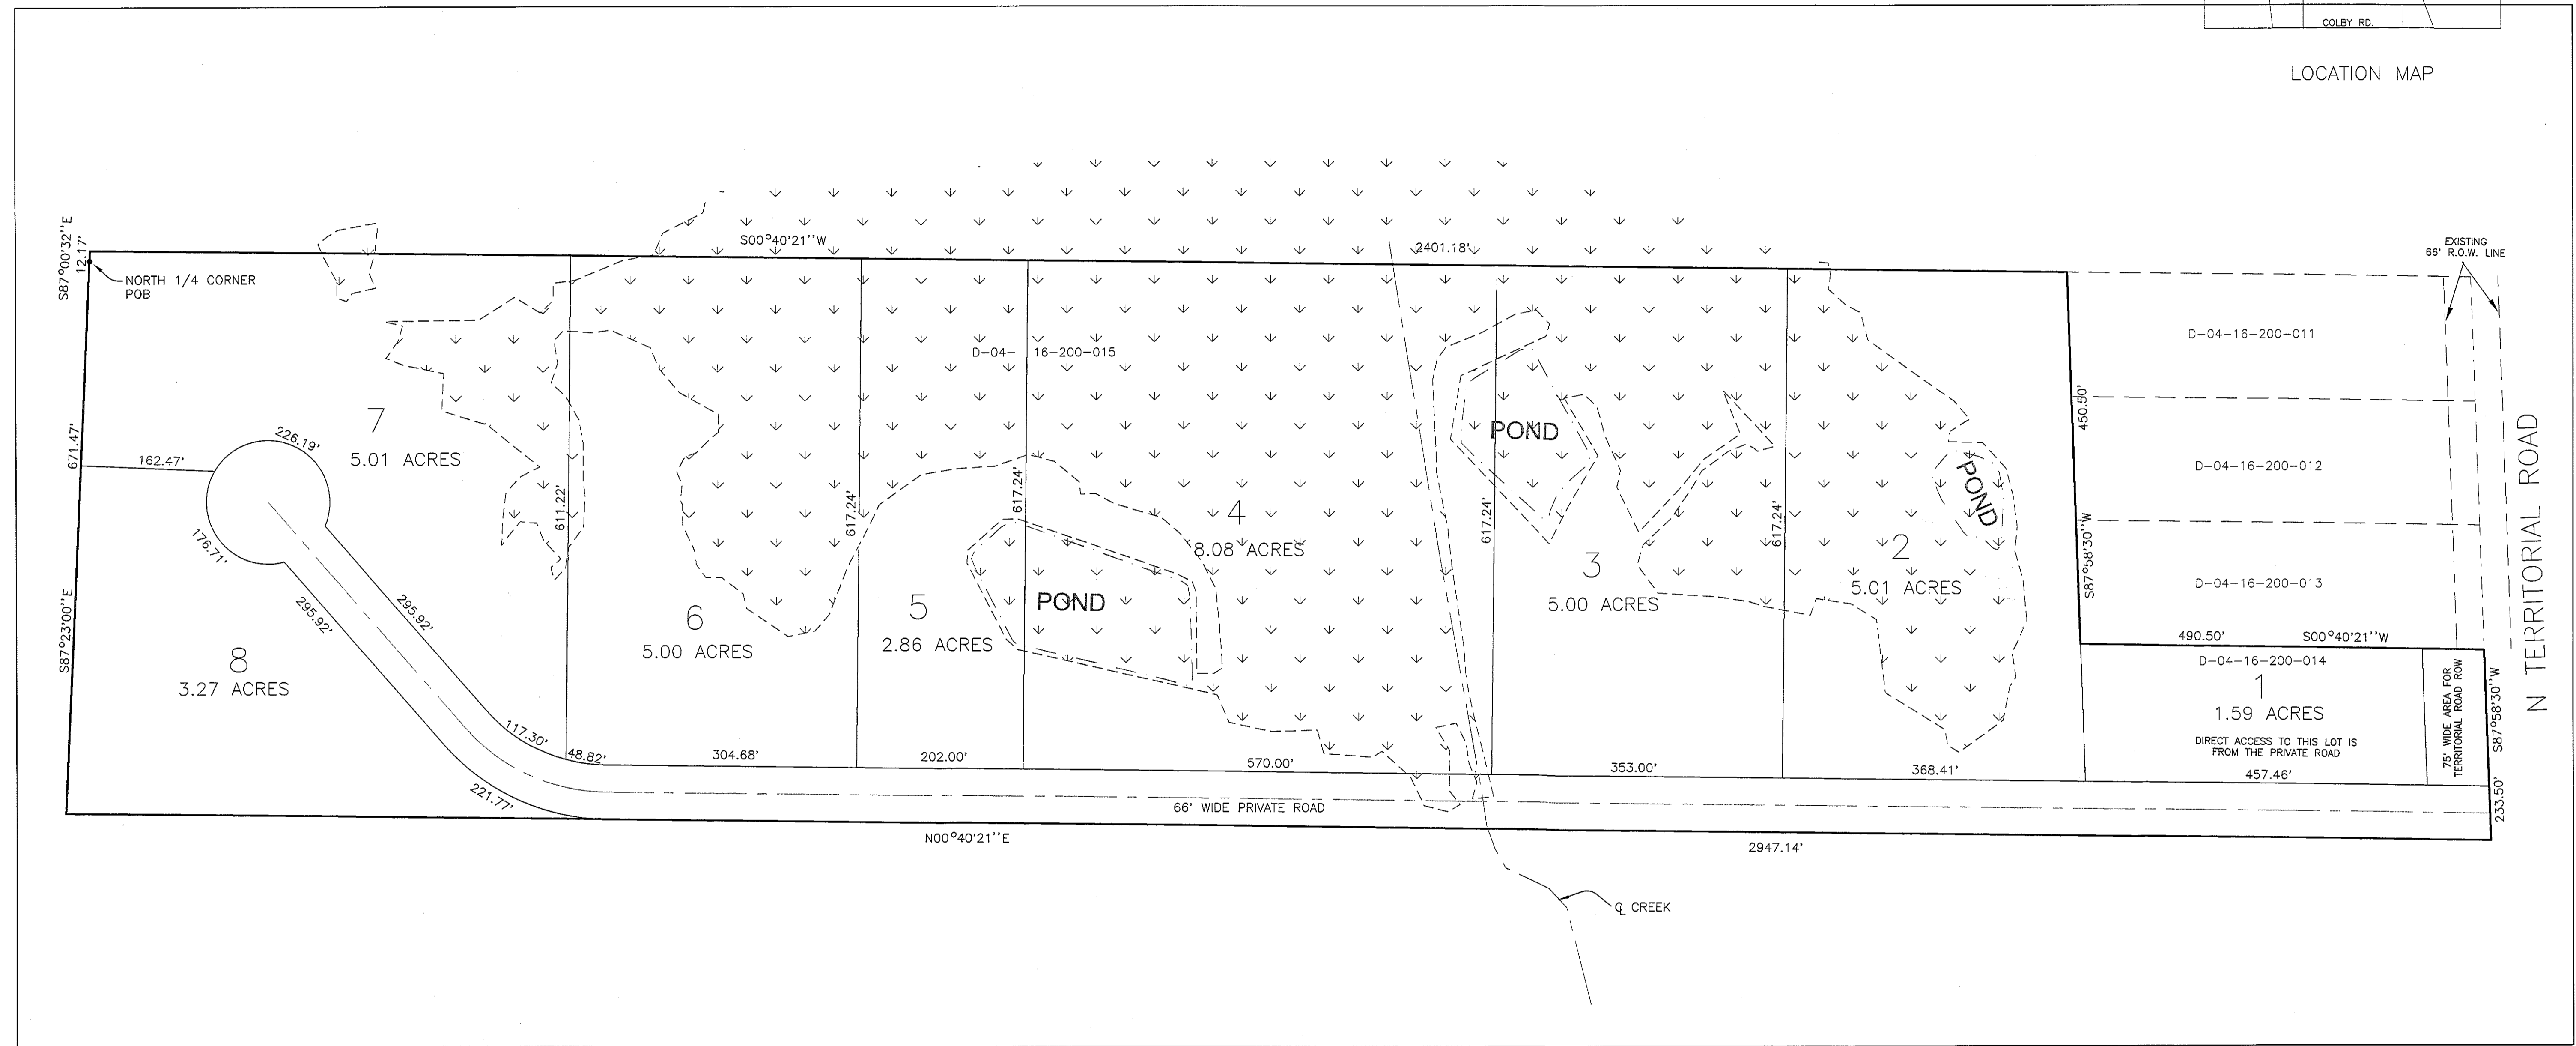 COLBY RD.
LOCATION MAP
S87°00'32''E
12.17'
NORTH 1/4 CORNER
POB
S00°40'21''W
2401.18'
EXISTING
66' R.O.W. LINE
D-04-16-200-011
D-04- 16-200-015
450.50'
D-04-16-200-012
S87°58'30''W
D-04-16-200-013
490.50'
S00°40'21''W
D-04-16-200-014
1
1.59 ACRES
DIRECT ACCESS TO THIS LOT IS
FROM THE PRIVATE ROAD
457.46'
75' WIDE AREA FOR
TERRITORIAL ROAD ROW
S87°58'30''W
233.50'
N TERRITORIAL ROAD
7
5.01 ACRES
226.19'
671.47'
162.47'
176.71'
295.92'
295.92'
S87°23'00''E
8
3.27 ACRES
117.30'
48.82'
221.77'
611.22'
6
5.00 ACRES
304.68'
617.24'
5
2.86 ACRES
202.00'
617.24'
POND
4
8.08 ACRES
570.00'
617.24'
POND
3
5.00 ACRES
353.00'
617.24'
POND
2
5.01 ACRES
368.41'
66' WIDE PRIVATE ROAD
N00°40'21''E
2947.14'
℄ CREEK